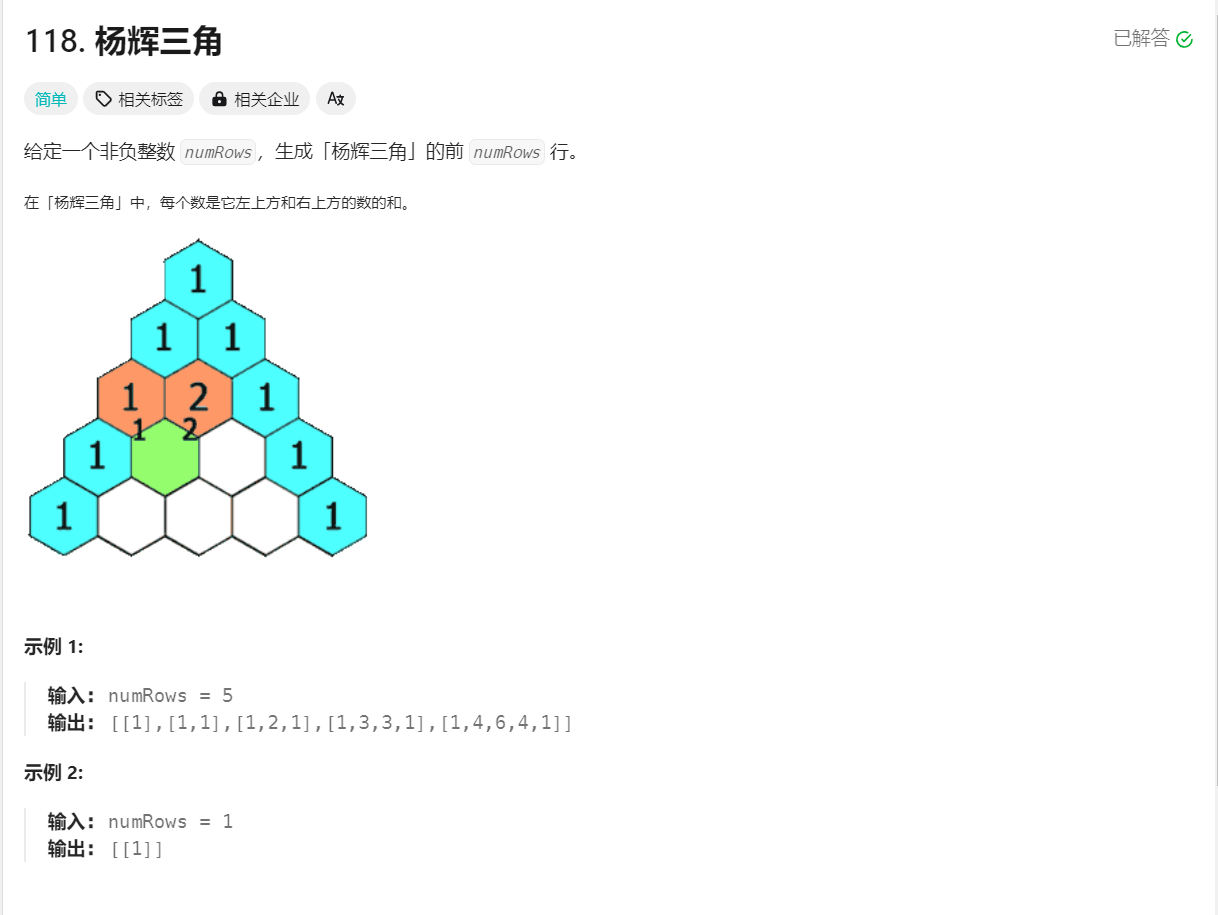 118. 杨辉三角
已解答
简单 相关标签 相关企业 A文
给定一个非负整数 numRows，生成「杨辉三角」的前 numRows 行。
在「杨辉三角」中，每个数是它左上方和右上方的数的和。
1
1 1
1 2 1
1 2
1 1
1 1
示例 1:
输入: numRows = 5
输出: [[1],[1,1],[1,2,1],[1,3,3,1],[1,4,6,4,1]]
示例 2:
输入: numRows = 1
输出: [[1]]